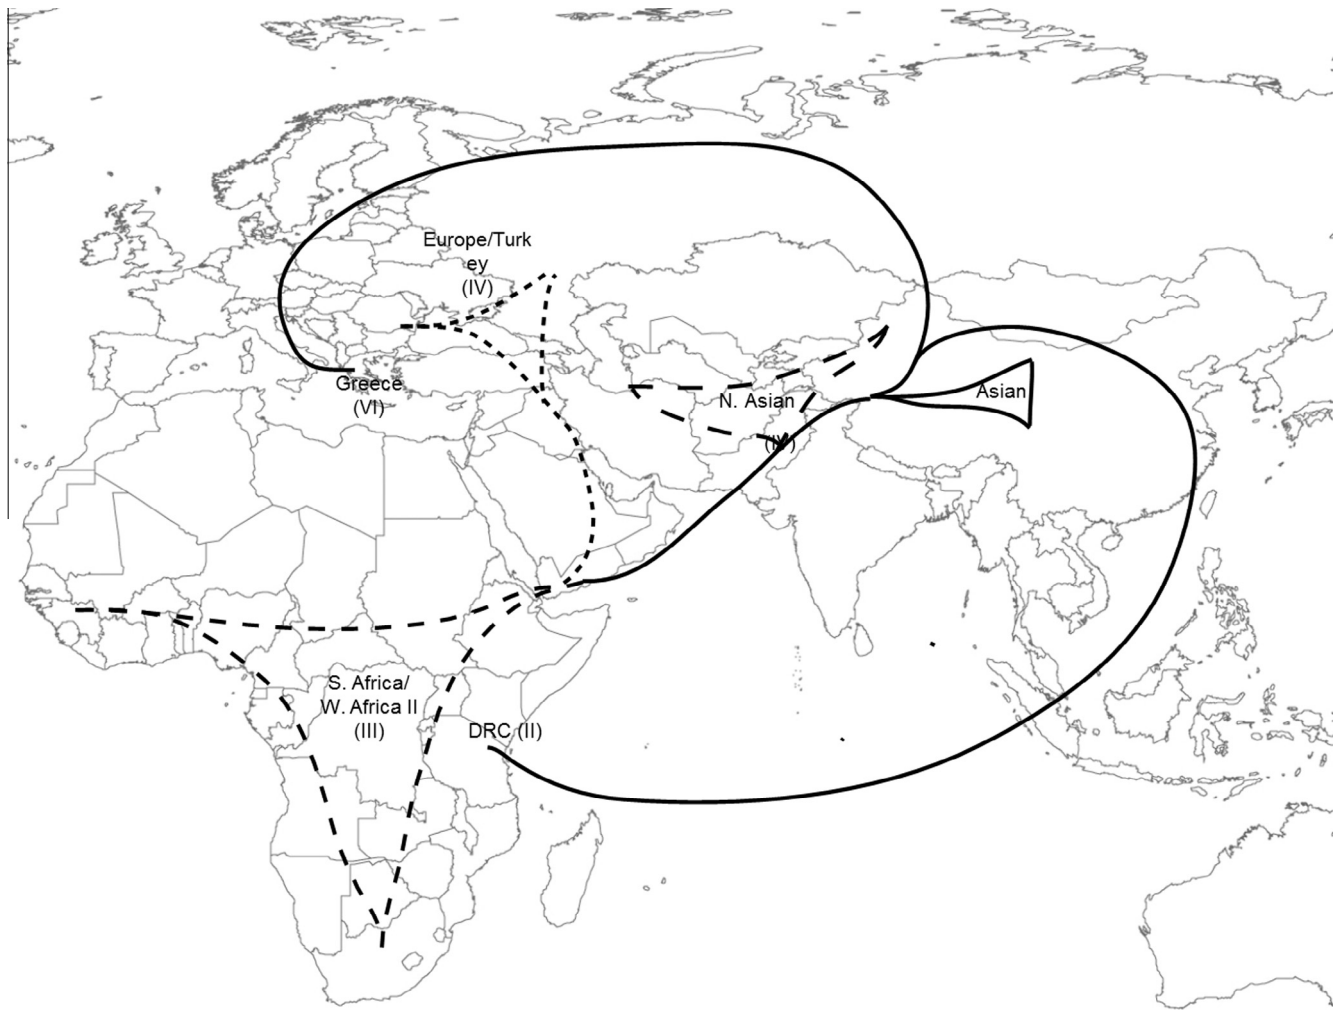 Europe/Turk
ey
(IV)
Greece
(VI)
N. Asian
Asian
S. Africa/
W. Africa II
(III)
DRC (II)